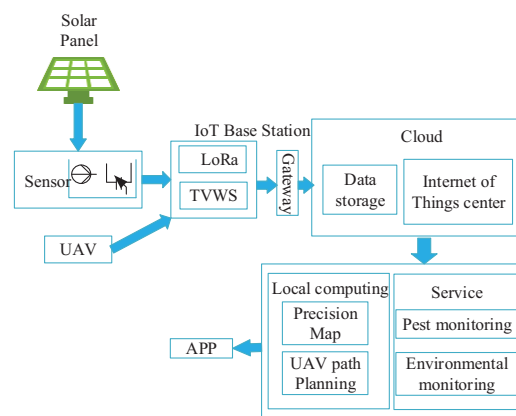 Solar
Panel
IoT Base Station
Sensor
LoRa
TVWS
Gateway
Cloud
Data
storage
Internet of
Things center
UAV
Local computing
Precision
Map
UAV path
Planning
Service
Pest monitoring
Environmental
monitoring
APP